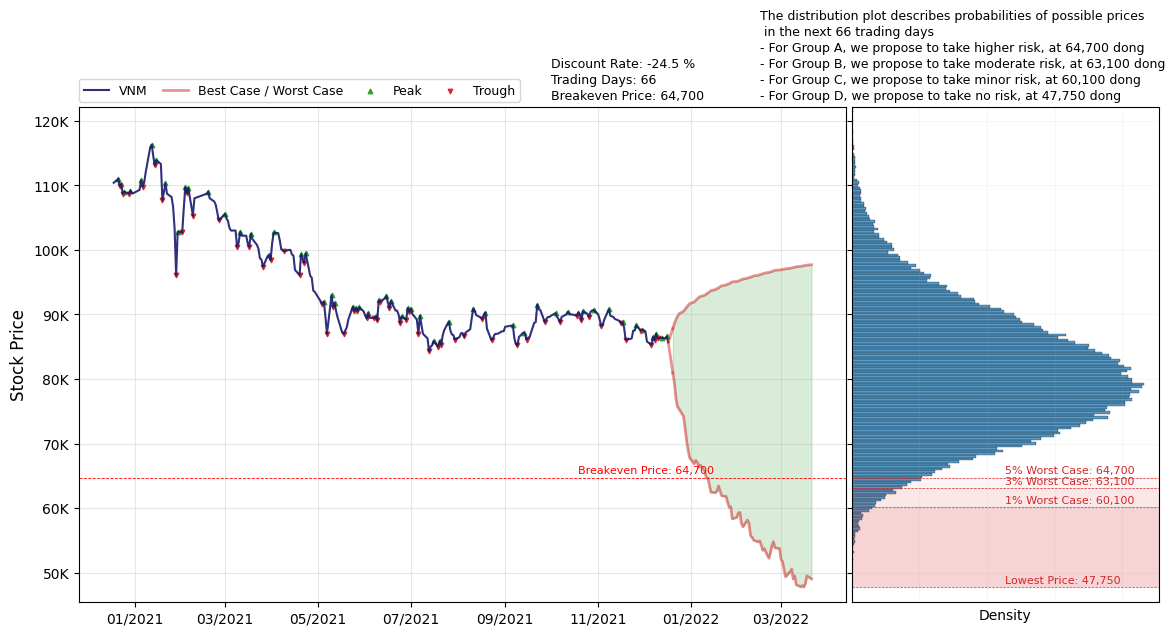 The distribution plot describes probabilities of possible prices
in the next 66 trading days
- For Group A, we propose to take higher risk, at 64,700 dong
- For Group B, we propose to take moderate risk, at 63,100 dong
- For Group C, we propose to take minor risk, at 60,100 dong
- For Group D, we propose to take no risk, at 47,750 dong
Discount Rate: -24.5 %
Trading Days: 66
Breakeven Price: 64,700
VNM
Best Case / Worst Case
Peak
Trough
Stock Price
120K
110K
100K
90K
80K
70K
60K
50K
Breakeven Price: 64,700
5% Worst Case: 64,700
3% Worst Case: 63,100
1% Worst Case: 60,100
Lowest Price: 47,750
01/2021
03/2021
05/2021
07/2021
09/2021
11/2021
01/2022
03/2022
Density